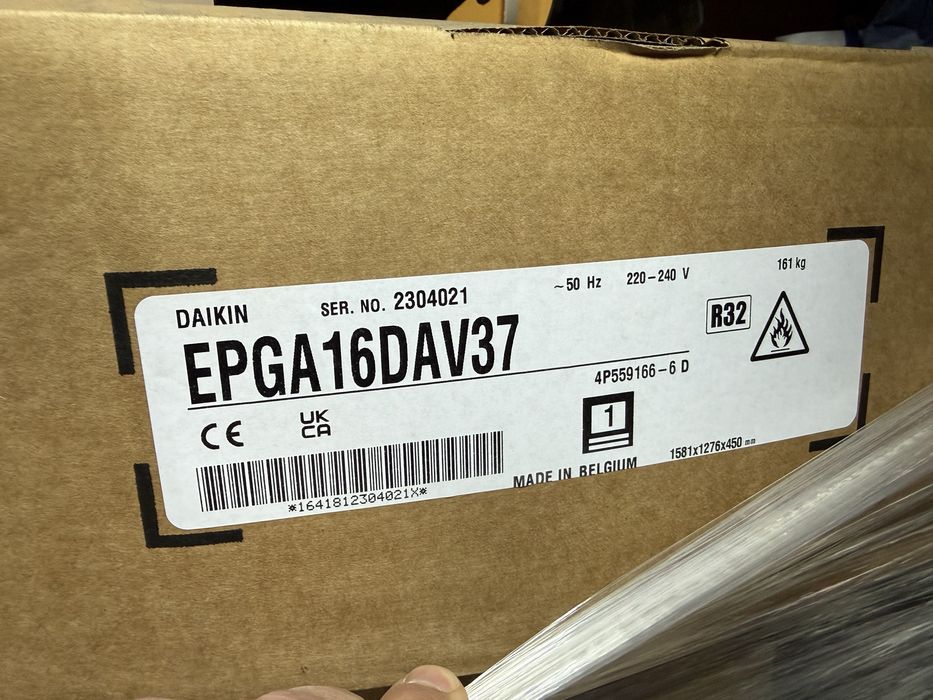 DAIKIN SER. NO. 2304021 ~50 Hz 220-240 V 161 kg
EPGA16DAV37
R32
4P559166-6 D
CE UK CA
1
*1641812304021X*
MADE IN BELGIUM
1581x1276x450 mm